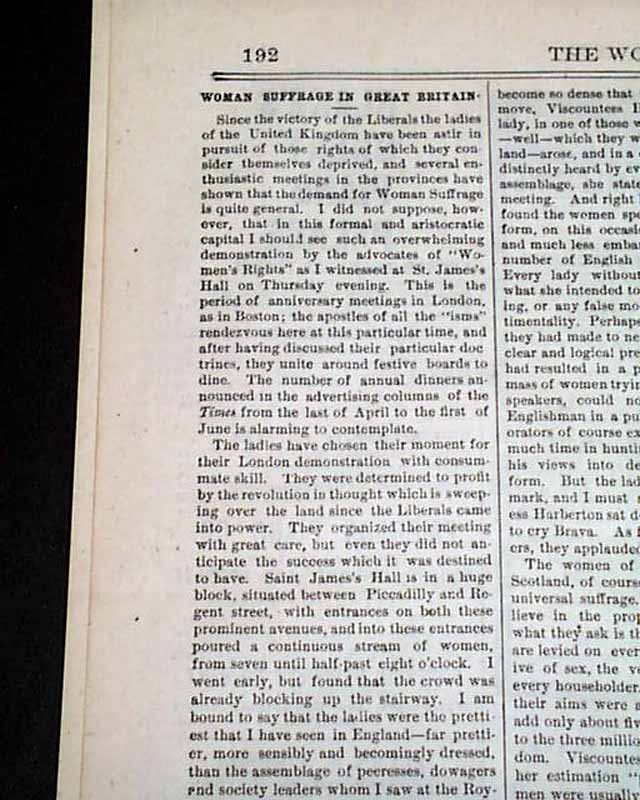 192
THE WO
WOMAN SUFFRAGE IN GREAT BRITAIN.
Since the victory of the Liberals the ladies
of the United Kingdom have been astir in
pursuit of those rights of which they con-
sider themselves deprived, and several en-
thusiastic meetings in the provinces have
shown that the demand for Woman Suffrage
is quite general. I did not suppose, how-
ever, that in this formal and aristocratic
capital I should see such an overwhelming
demonstration by the advocates of "Wo-
men's Rights" as I witnessed at St. James's
Hall on Thursday evening. This is the
period of anniversary meetings in London,
as in Boston; the apostles of all the "isms"
rendezvous here at this particular time, and
after having discussed their particular doc
trines, they unite around festive boards to
dine. The number of annual dinners an-
nounced in the advertising columns of the
Times from the last of April to the first of
June is alarming to contemplate.
The ladies have chosen their moment for
their London demonstration with consum-
mate skill. They were determined to profit
by the revolution in thought which is sweep-
ing over the land since the Liberals came
into power. They organized their meeting
with great care, but even they did not an-
ticipate the success which it was destined
to have. Saint James's Hall is in a huge
block, situated between Piccadilly and Re-
gent street, with entrances on both these
prominent avenues, and into these entrances
poured a continuous stream of women,
from seven until half-past eight o'clock. I
went early, but found that the crowd was
already blocking up the stairway. I am
bound to say that the ladies were the pretti-
est that I have seen in England—far pretti-
er, more sensibly and becomingly dressed,
than the assemblage of peeresses, dowagers
and society leaders whom I saw at the Roy-
become so dense that
move, Viscountess
lady, in one of those
—well—which they w
land—arose, and in a
distinctly heard by ev
assemblage, she state
meeting. And right
found the women spe
form, on this occasio
and much less emba
number of English
Every lady withou
what she intended to
ing, or any false mo
timentality. Perhaps
they had made to ne
clear and logical pre
had resulted in a p
mass of women tryin
speakers, could no
Englishman in a pu
orators of course ex
much time in hunti
his views into de
form. But the lad
mark, and I must
ess Harberton sat d
to cry Brava. As
ers, they applauded
The women of
Scotland, of course
universal suffrage.
lieve in the prop
what they ask is th
are levied on ever
ive of sex, the v
every householder
their aims were
add only about fiv
to the three millio
dom. Viscountes
her estimation "
men were usually